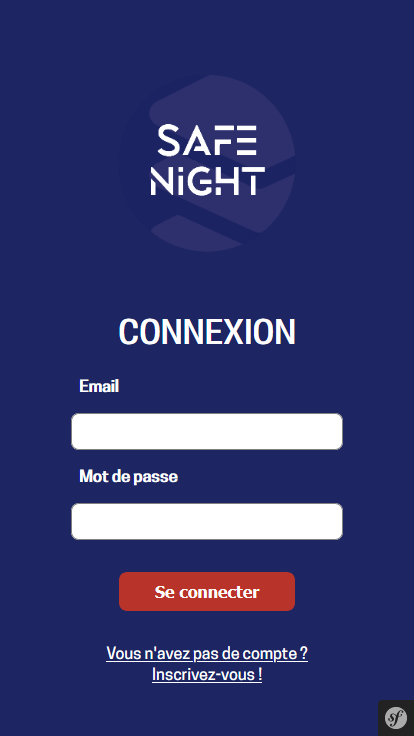 SAFE
NiGHT
CONNEXION
Email
Mot de passe
Se connecter
Vous n'avez pas de compte ?
Inscrivez-vous !
sf